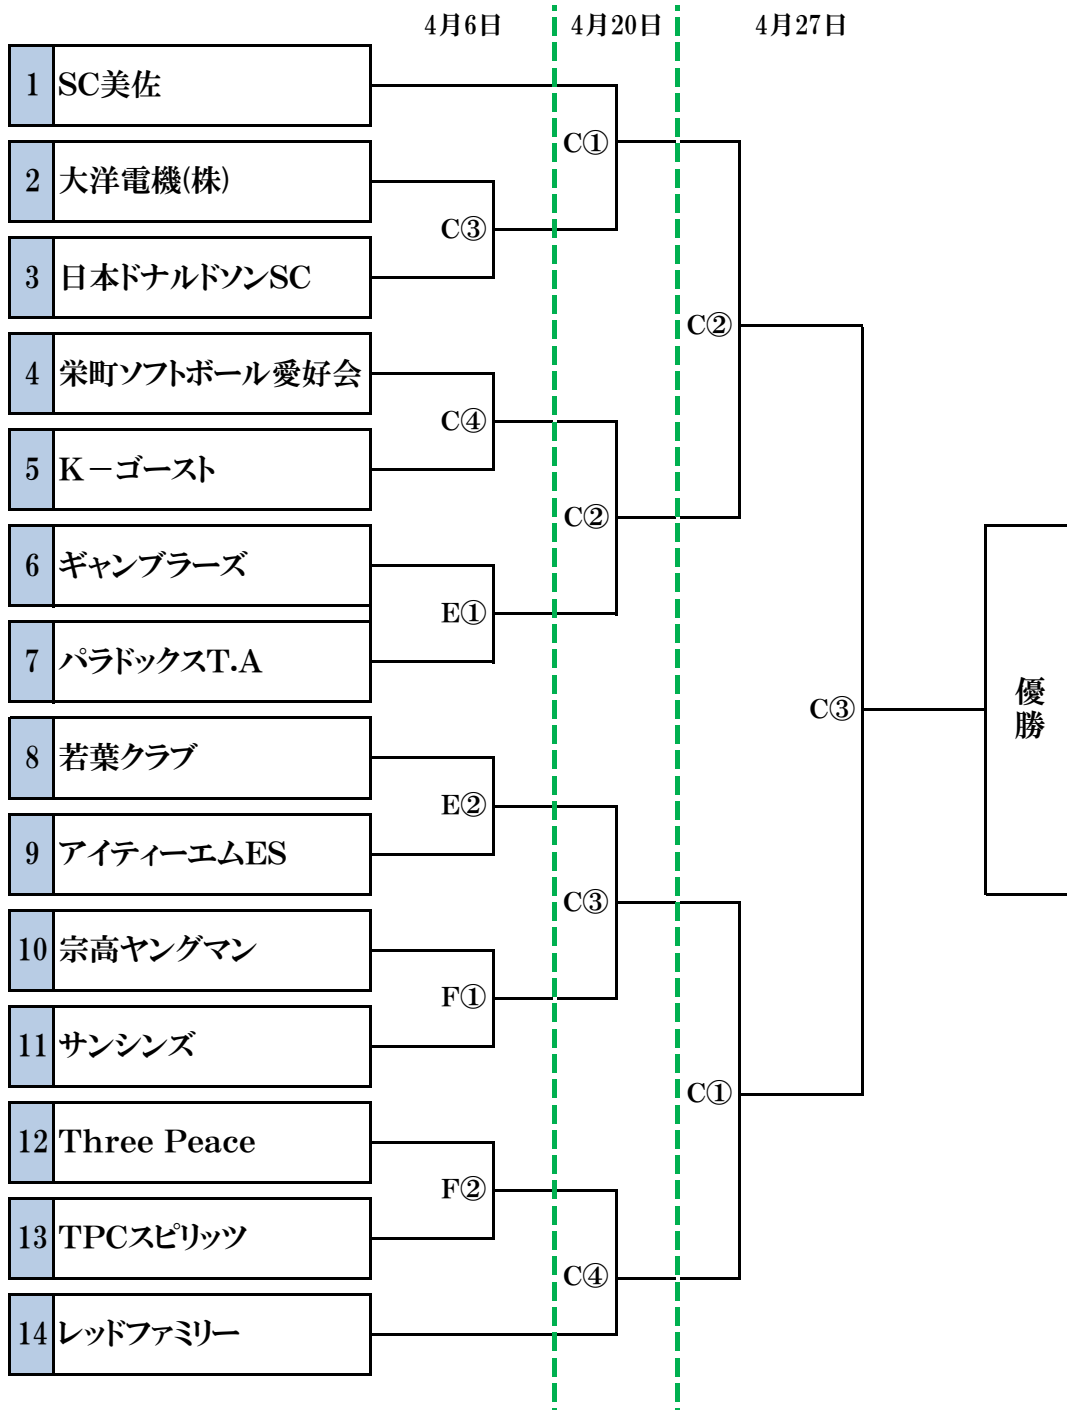 4月6日 4月20日 4月27日
1 SC美佐
C①
2 大洋電機(株)
C③
3 日本ドナルドソンSC
C②
4 栄町ソフトボール愛好会
C④
5 K－ゴースト
C②
6 ギャンブラーズ
E①
7 パラドックスT.A
C③
優勝
8 若葉クラブ
E②
9 アイティーエムES
C③
10 宗高ヤングマン
F①
11 サンシンズ
C①
12 Three Peace
F②
13 TPCスピリッツ
C④
14 レッドファミリー